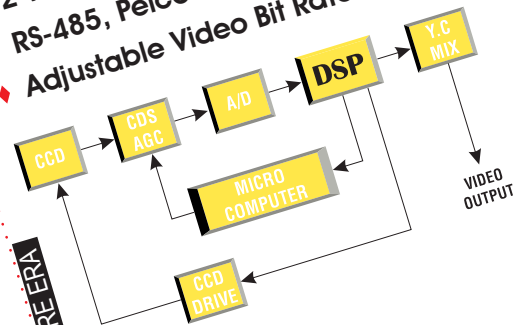 RS-485, Pelco
Adjustable Video Bit Rate
CCD
CDS
AGC
A/D
DSP
Y.C
MIX
MICRO
COMPUTER
VIDEO
OUTPUT
CCD
DRIVE
RE ERA